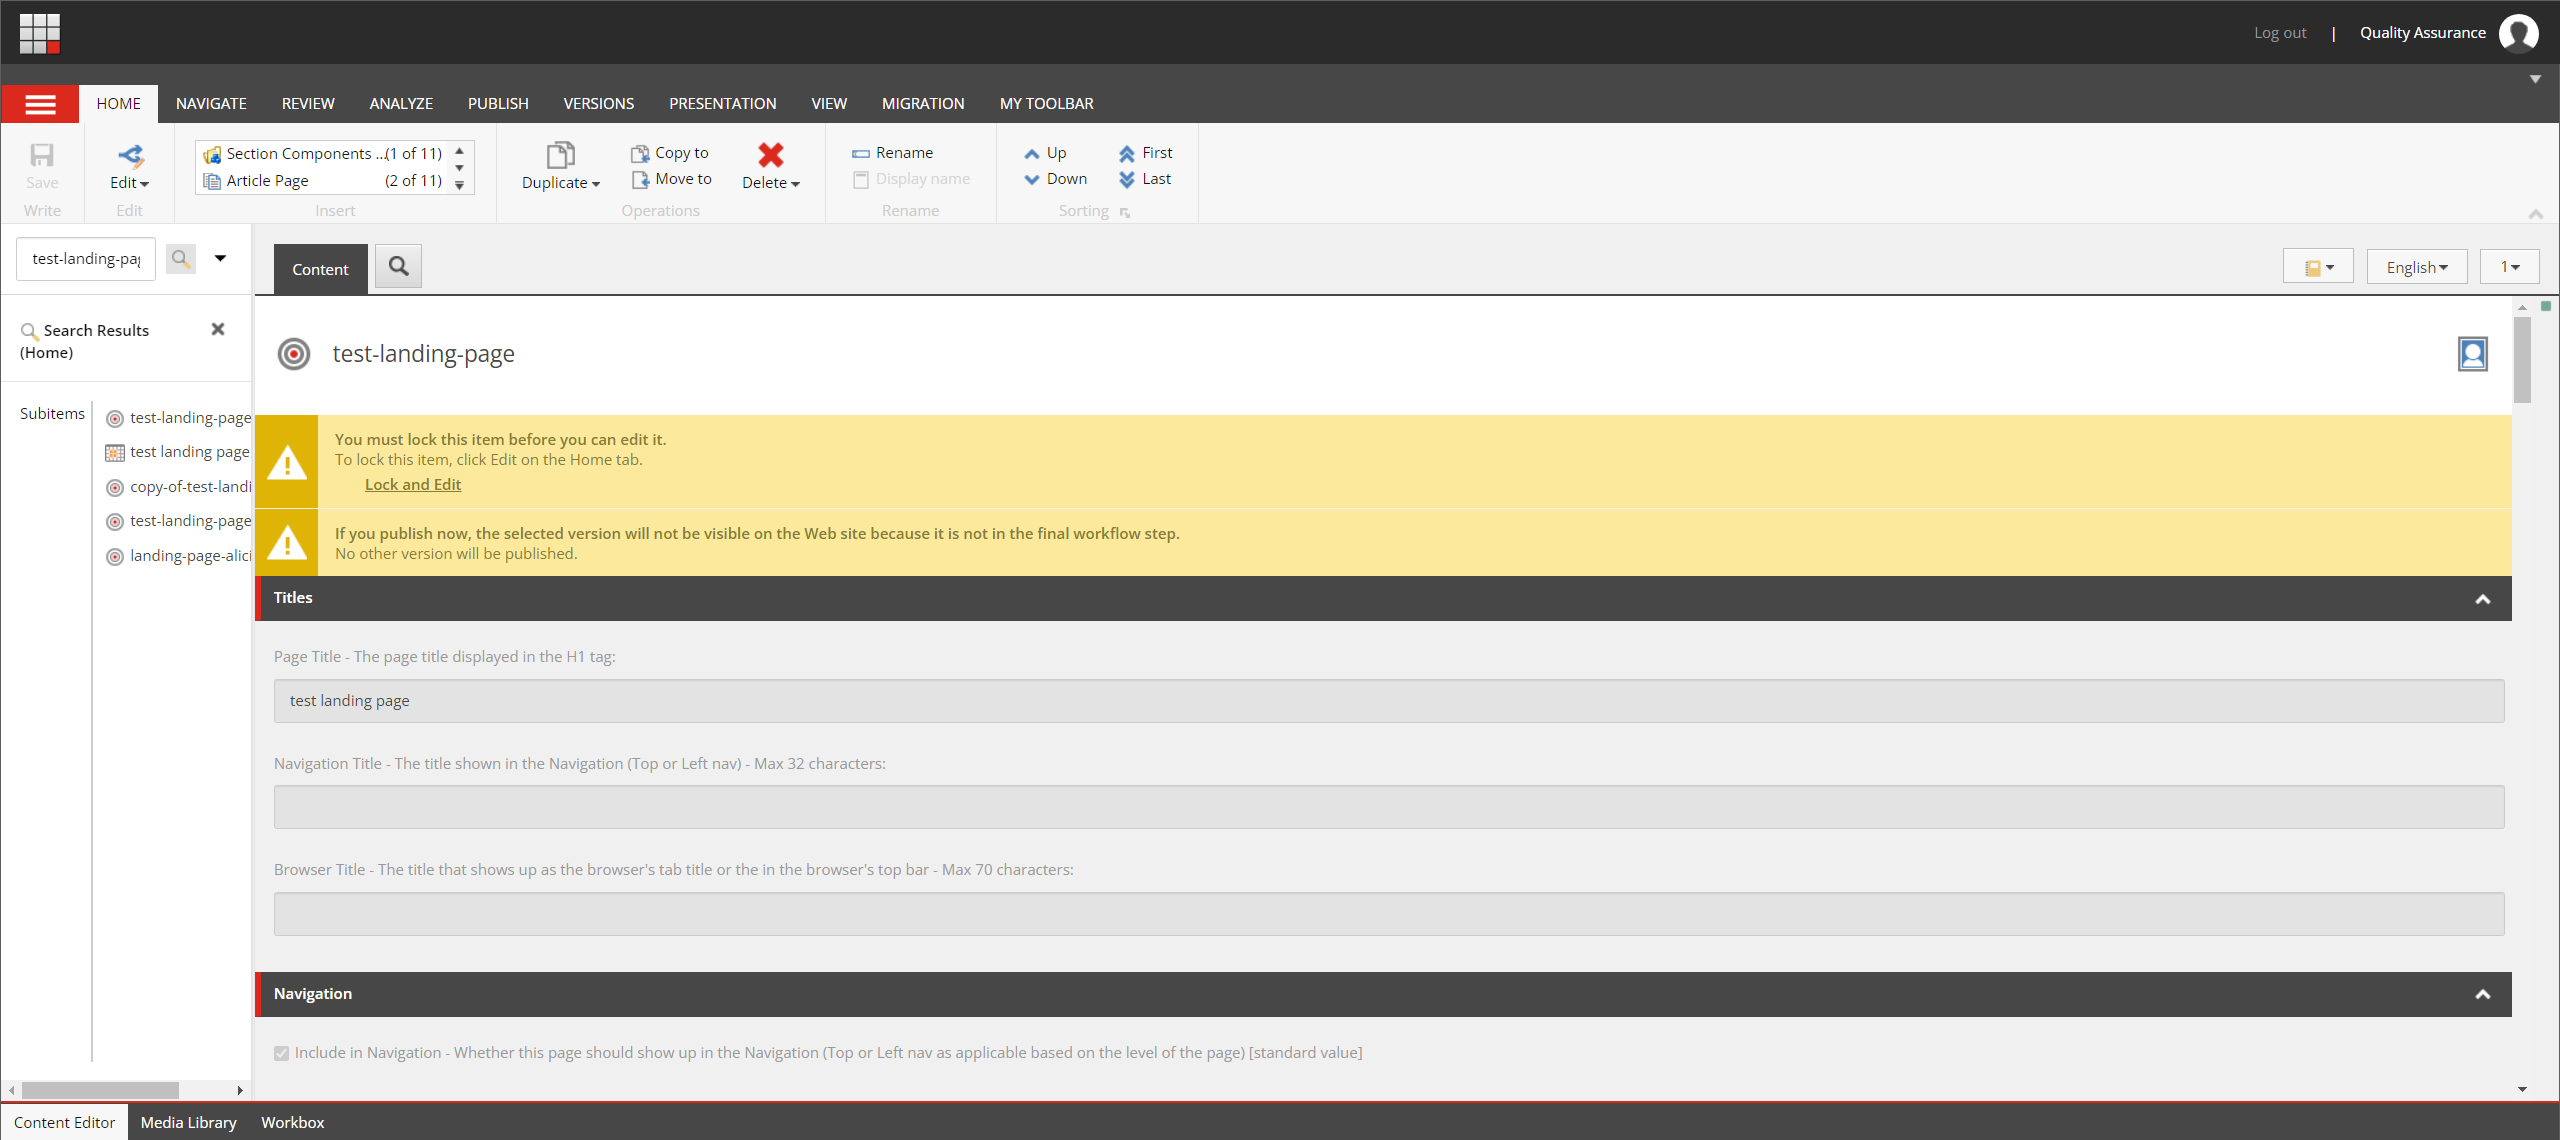 Log out | Quality Assurance
HOME NAVIGATE REVIEW ANALYZE PUBLISH VERSIONS PRESENTATION VIEW MIGRATION MY TOOLBAR
Save
Write
Edit
Edit
Section Components ...(1 of 11)
Article Page (2 of 11)
Insert
Duplicate
Copy to
Move to
Delete
Operations
Rename
Display name
Rename
Up
Down
First
Last
Sorting
test-landing-pag
Content
English
1
Search Results
(Home)
Subitems
test-landing-page
test landing page
copy-of-test-landi
test-landing-page
landing-page-alici
test-landing-page
You must lock this item before you can edit it.
To lock this item, click Edit on the Home tab.
Lock and Edit
If you publish now, the selected version will not be visible on the Web site because it is not in the final workflow step.
No other version will be published.
Titles
Page Title - The page title displayed in the H1 tag:
test landing page
Navigation Title - The title shown in the Navigation (Top or Left nav) - Max 32 characters:
Browser Title - The title that shows up as the browser's tab title or the in the browser's top bar - Max 70 characters:
Navigation
Include in Navigation - Whether this page should show up in the Navigation (Top or Left nav as applicable based on the level of the page) [standard value]
Content Editor Media Library Workbox